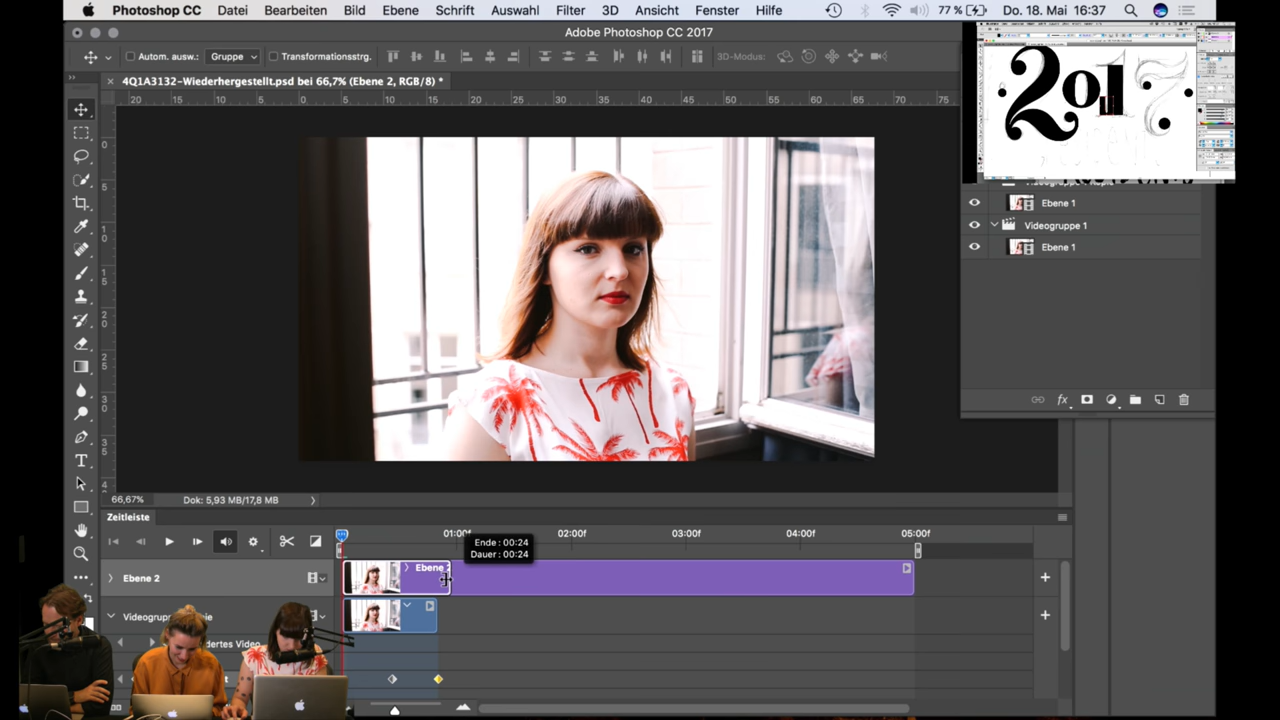 Photoshop CC Datei Bearbeiten Bild Ebene Schrift Auswahl Filter 3D Ansicht Fenster Hilfe 77 % Do. 18. Mai 16:37
Adobe Photoshop CC 2017
Autom. ausw.: Gruppe Transformationsstrg. 3D-Modus:
4Q1A3132-Wiederhergestellt.psd bei 66,7% (Ebene 2, RGB/8) *
20 15 10 5 0 5 10 15 20 25 30 35 40 45 50 55 60 65 70 75
2017
Ebene 1
Videogruppe 1
Ebene 1
fx
66,67% Dok: 5,93 MB/17,8 MB
Zeitleiste
01:00f 02:00f 03:00f 04:00f 05:00f
Ende : 00:24
Dauer : 00:24
Ebene 2
Ebene 2
Videogruppe
dertes Video